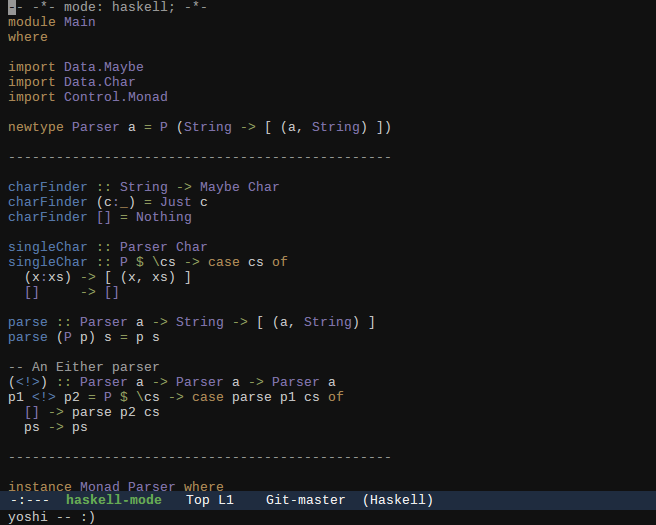 -- -*- mode: haskell; -*-
module Main
where

import Data.Maybe
import Data.Char
import Control.Monad

newtype Parser a = P (String -> [ (a, String) ])

------------------------------------------------

charFinder :: String -> Maybe Char
charFinder (c:_) = Just c
charFinder [] = Nothing

singleChar :: Parser Char
singleChar :: P $ \cs -> case cs of
  (x:xs) -> [ (x, xs) ]
  []     -> []

parse :: Parser a -> String -> [ (a, String) ]
parse (P p) s = p s

-- An Either parser
(<!>) :: Parser a -> Parser a -> Parser a
p1 <!> p2 = P $ \cs -> case parse p1 cs of
  [] -> parse p2 cs
  ps -> ps

------------------------------------------------

instance Monad Parser where
-:---  haskell-mode   Top L1    Git-master  (Haskell)
yoshi -- :)